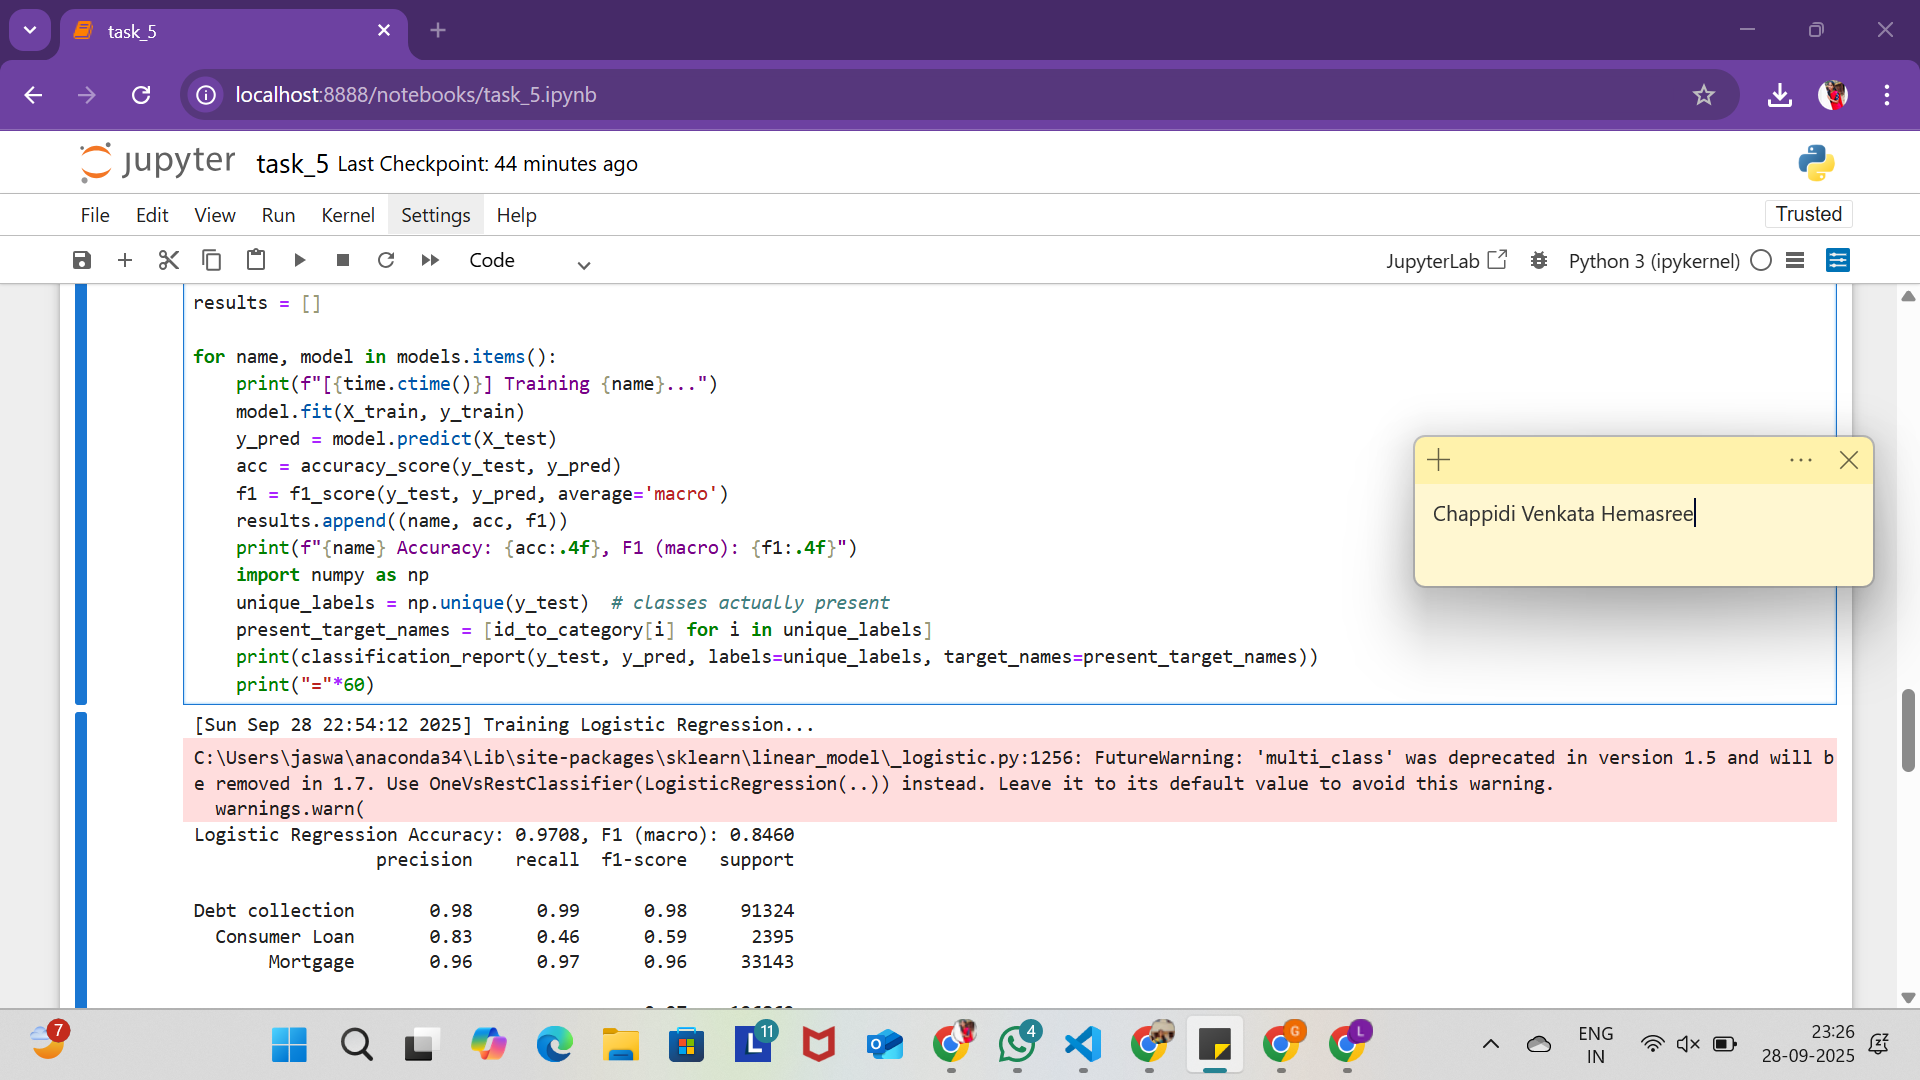 task_5
localhost:8888/notebooks/task_5.ipynb
jupyter task_5 Last Checkpoint: 44 minutes ago
File Edit View Run Kernel Settings Help Trusted
Code JupyterLab Python 3 (ipykernel)
results = []
for name, model in models.items():
    print(f"[{time.ctime()}] Training {name}...")
    model.fit(X_train, y_train)
    y_pred = model.predict(X_test)
    acc = accuracy_score(y_test, y_pred)
    f1 = f1_score(y_test, y_pred, average='macro')
    results.append((name, acc, f1))
    print(f"{name} Accuracy: {acc:.4f}, F1 (macro): {f1:.4f}")
    import numpy as np
    unique_labels = np.unique(y_test)  # classes actually present
    present_target_names = [id_to_category[i] for i in unique_labels]
    print(classification_report(y_test, y_pred, labels=unique_labels, target_names=present_target_names))
    print("="*60)
Chappidi Venkata Hemasree
[Sun Sep 28 22:54:12 2025] Training Logistic Regression...
C:\Users\jaswa\anaconda34\Lib\site-packages\sklearn\linear_model\_logistic.py:1256: FutureWarning: 'multi_class' was deprecated in version 1.5 and will b
e removed in 1.7. Use OneVsRestClassifier(LogisticRegression(..)) instead. Leave it to its default value to avoid this warning.
  warnings.warn(
Logistic Regression Accuracy: 0.9708, F1 (macro): 0.8460
precision recall f1-score support
Debt collection 0.98 0.99 0.98 91324
Consumer Loan 0.83 0.46 0.59 2395
Mortgage 0.96 0.97 0.96 33143
7 11 4 G L ENG 23:26
IN 28-09-2025